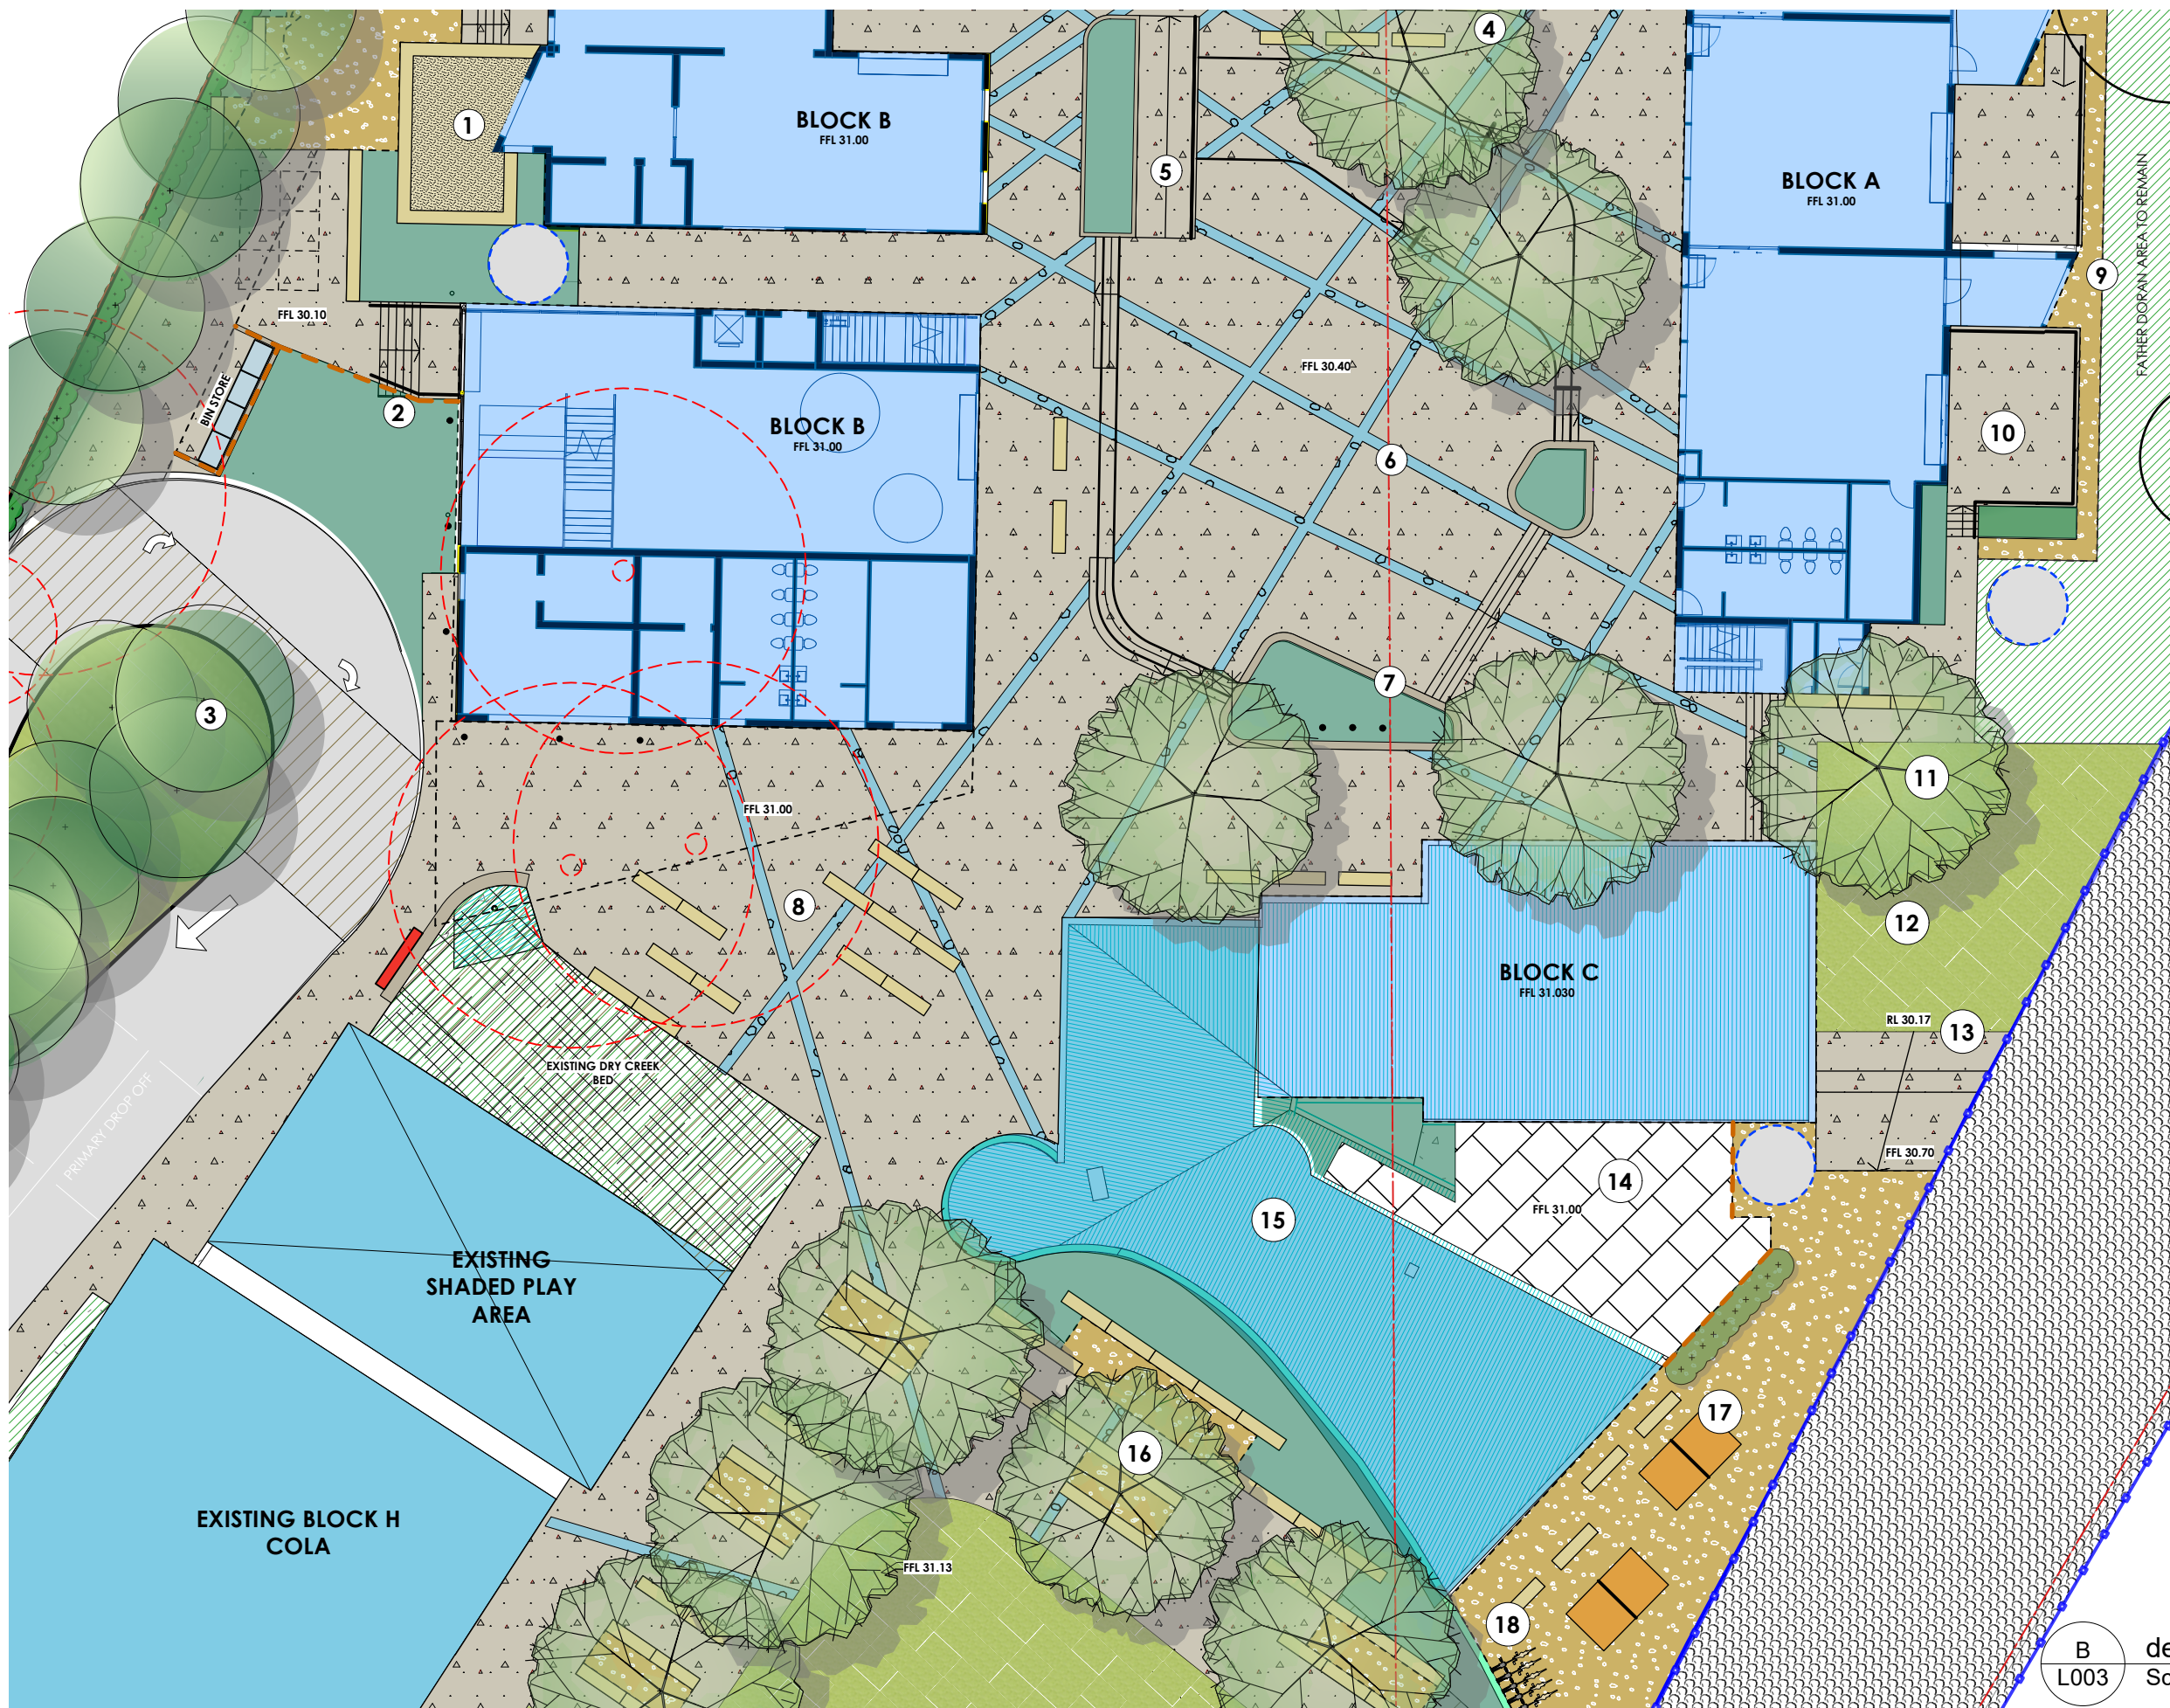 4
1
BLOCK B
FFL 31.00
5
BLOCK A
FFL 31.00
9
FATHER DORAN AREA TO REMAIN
FFL 30.10
FFL 30.40
BIN STORE
2
BLOCK B
FFL 31.00
10
6
7
3
11
FFL 31.00
8
12
BLOCK C
FFL 31.030
RL 30.17
13
EXISTING DRY CREEK
BED
PRIMARY DROP OFF
FFL 30.70
14
FFL 31.00
15
EXISTING
SHADED PLAY
AREA
17
16
EXISTING BLOCK H
COLA
FFL 31.13
18
B
L003